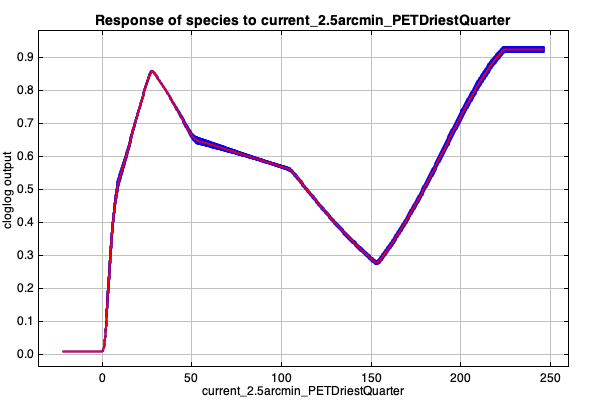 Response of species to current_2.5arcmin_PETDriestQuarter
0.9
0.8
0.7
0.6
0.5
0.4
0.3
0.2
0.1
0.0
cloglog output
0 50 100 150 200 250
current_2.5arcmin_PETDriestQuarter